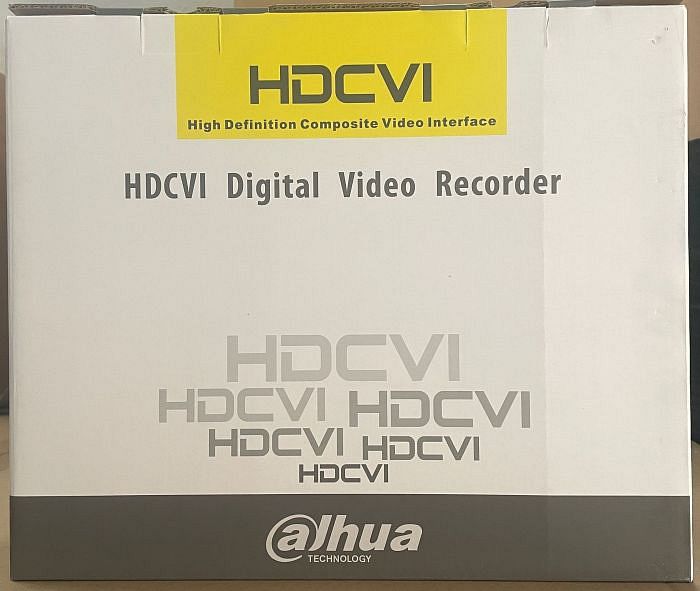 HDCVI
High Definition Composite Video Interface
HDCVI Digital Video Recorder
HDCVI
HDCVI HDCVI
HDCVI HDCVI
HDCVI
alhua
TECHNOLOGY